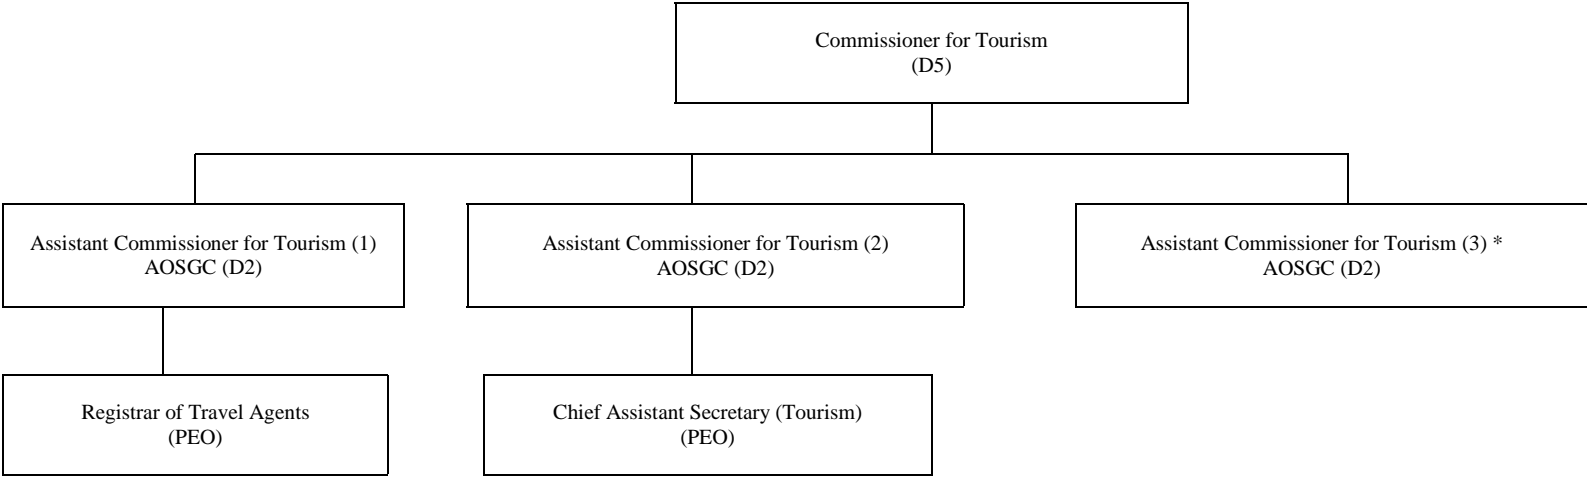 Commissioner for Tourism
(D5)
Assistant Commissioner for Tourism (1)
AOSGC (D2)
Assistant Commissioner for Tourism (2)
AOSGC (D2)
Assistant Commissioner for Tourism (3) *
AOSGC (D2)
Registrar of Travel Agents
(PEO)
Chief Assistant Secretary (Tourism)
(PEO)